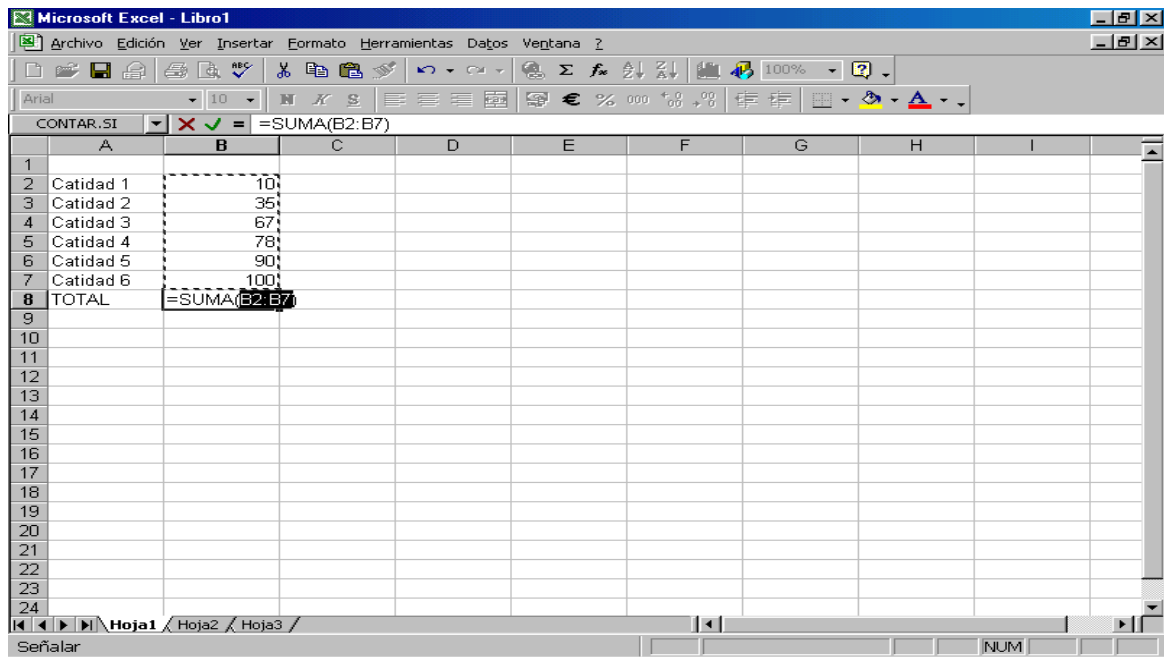 Microsoft Excel - Libro1
Archivo Edición Ver Insertar Formato Herramientas Datos Ventana ?
ABC Σ fx A Z Z A 100% ?
Arial 10 N K S € % 000 A
CONTAR.SI = =SUMA(B2:B7)
A B C D E F G H I
1
2 Catidad 1 10
3 Catidad 2 35
4 Catidad 3 67
5 Catidad 4 78
6 Catidad 5 90
7 Catidad 6 100
8 TOTAL =SUMA(B2:B7)
9
10
11
12
13
14
15
16
17
18
19
20
21
22
23
24
Hoja1 Hoja2 Hoja3
Señalar NUM